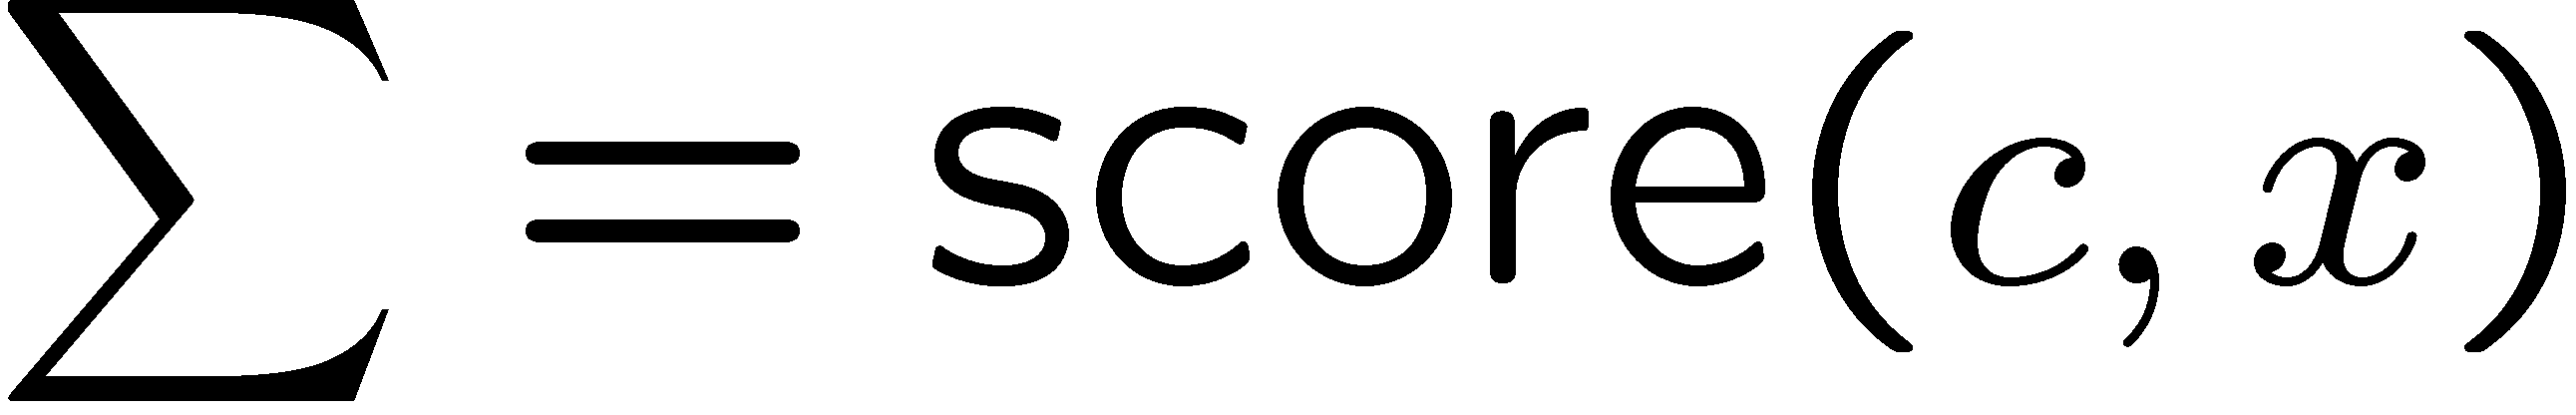 ∑ = score(c, x)